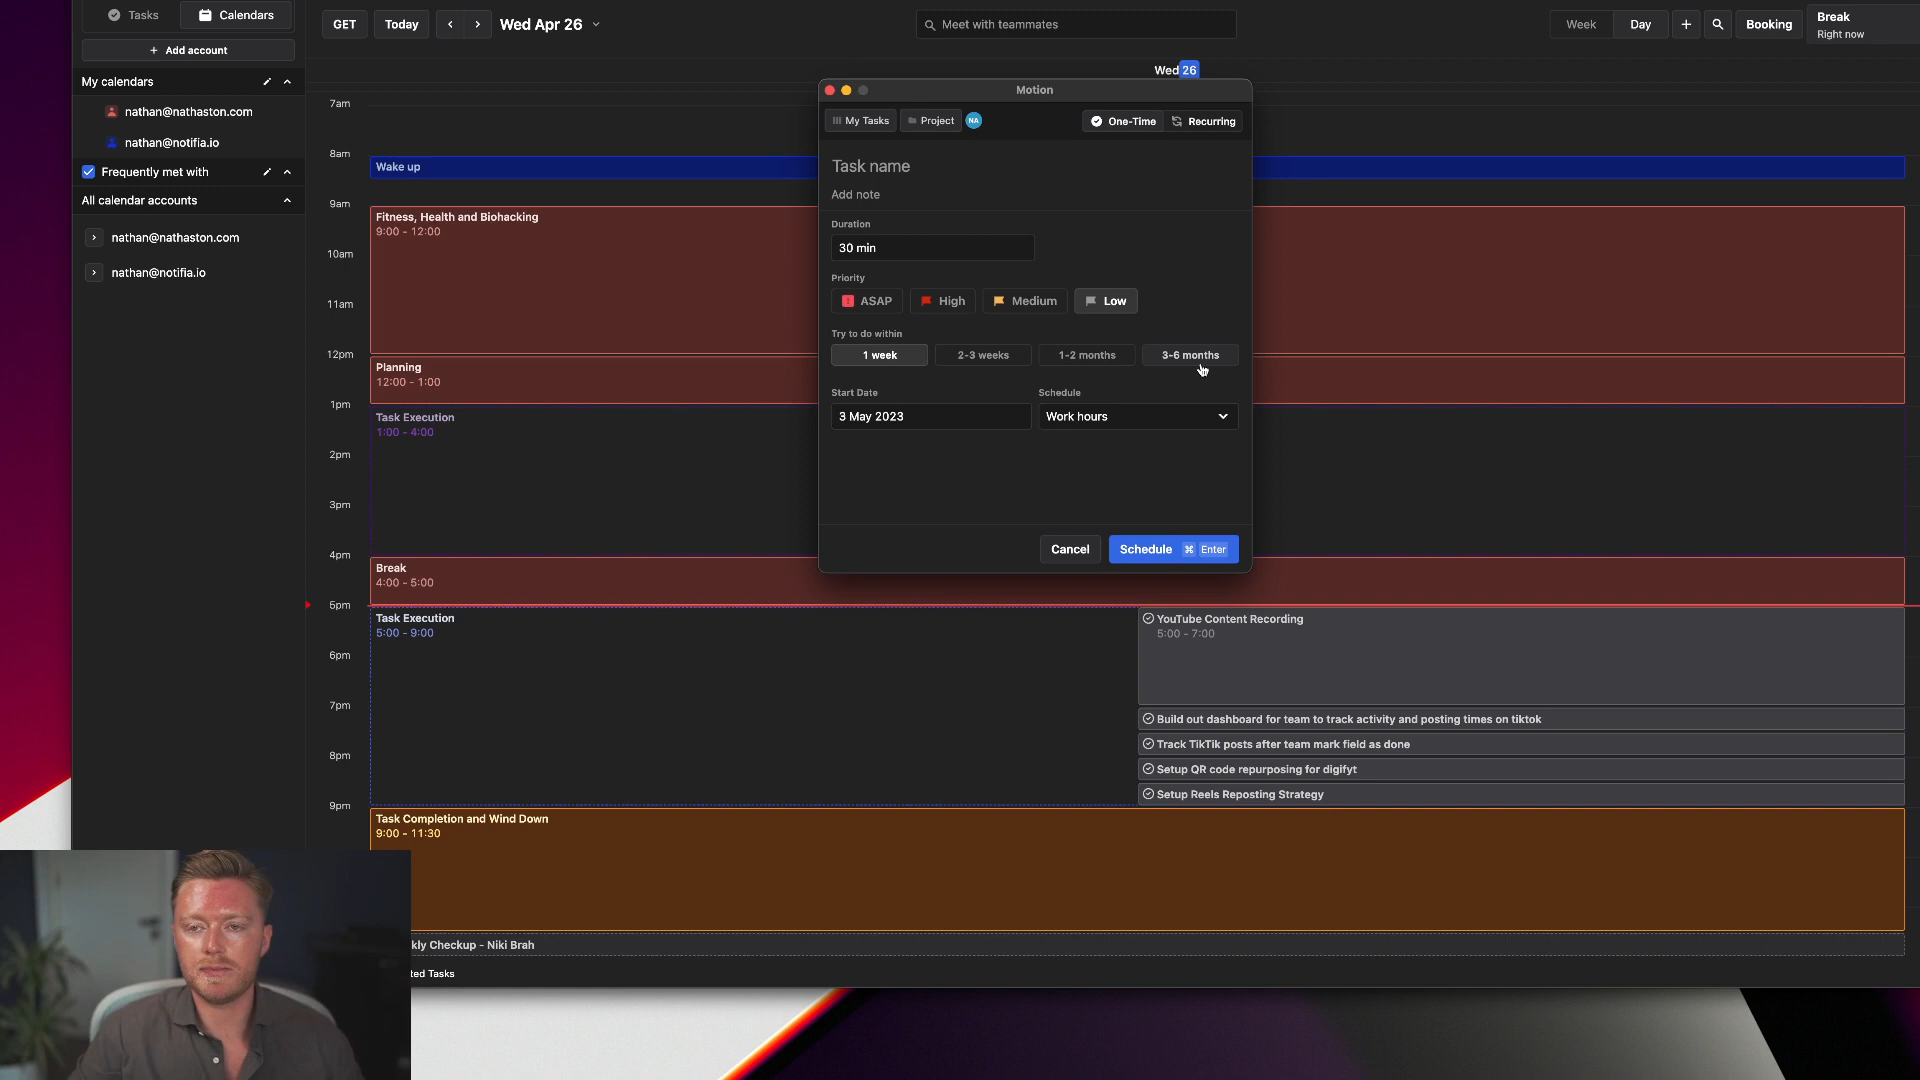 Tasks
Calendars
+ Add account
My calendars
nathan@nathaston.com
nathan@notifia.io
Frequently met with
All calendar accounts
nathan@nathaston.com
nathan@notifia.io
GET
Today
Wed Apr 26
Meet with teammates
Week
Day
Booking
Break
Right now
Wed 26
7am
8am
9am
10am
11am
12pm
1pm
2pm
3pm
4pm
5pm
6pm
7pm
8pm
9pm
Wake up
Fitness, Health and Biohacking
9:00 - 12:00
Planning
12:00 - 1:00
Task Execution
1:00 - 4:00
Break
4:00 - 5:00
Task Execution
5:00 - 9:00
YouTube Content Recording
5:00 - 7:00
Build out dashboard for team to track activity and posting times on tiktok
Track TikTik posts after team mark field as done
Setup QR code repurposing for digifyt
Setup Reels Reposting Strategy
Task Completion and Wind Down
9:00 - 11:30
kly Checkup - Niki Brah
ted Tasks
Motion
My Tasks
Project
NA
One-Time
Recurring
Task name
Add note
Duration
30 min
Priority
ASAP
High
Medium
Low
Try to do within
1 week
2-3 weeks
1-2 months
3-6 months
Start Date
Schedule
3 May 2023
Work hours
Cancel
Schedule ⌘ Enter